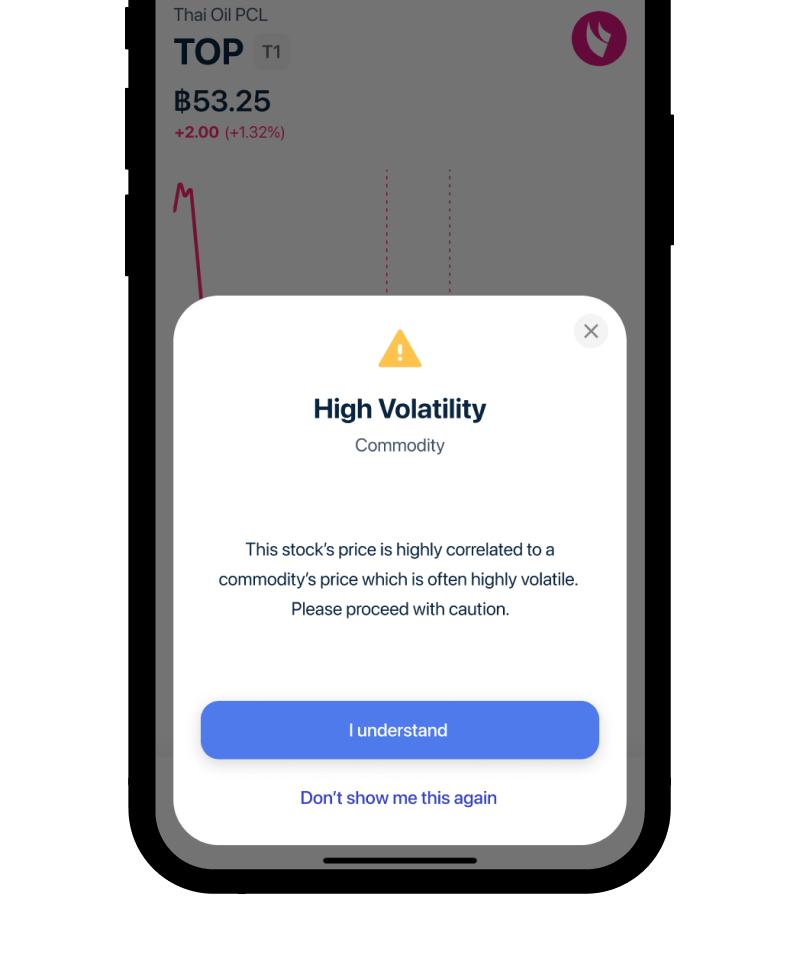 Thai Oil PCL
TOP T1
฿53.25
+2.00 (+1.32%)
High Volatility
Commodity
This stock’s price is highly correlated to a
commodity’s price which is often highly volatile.
Please proceed with caution.
I understand
Don’t show me this again